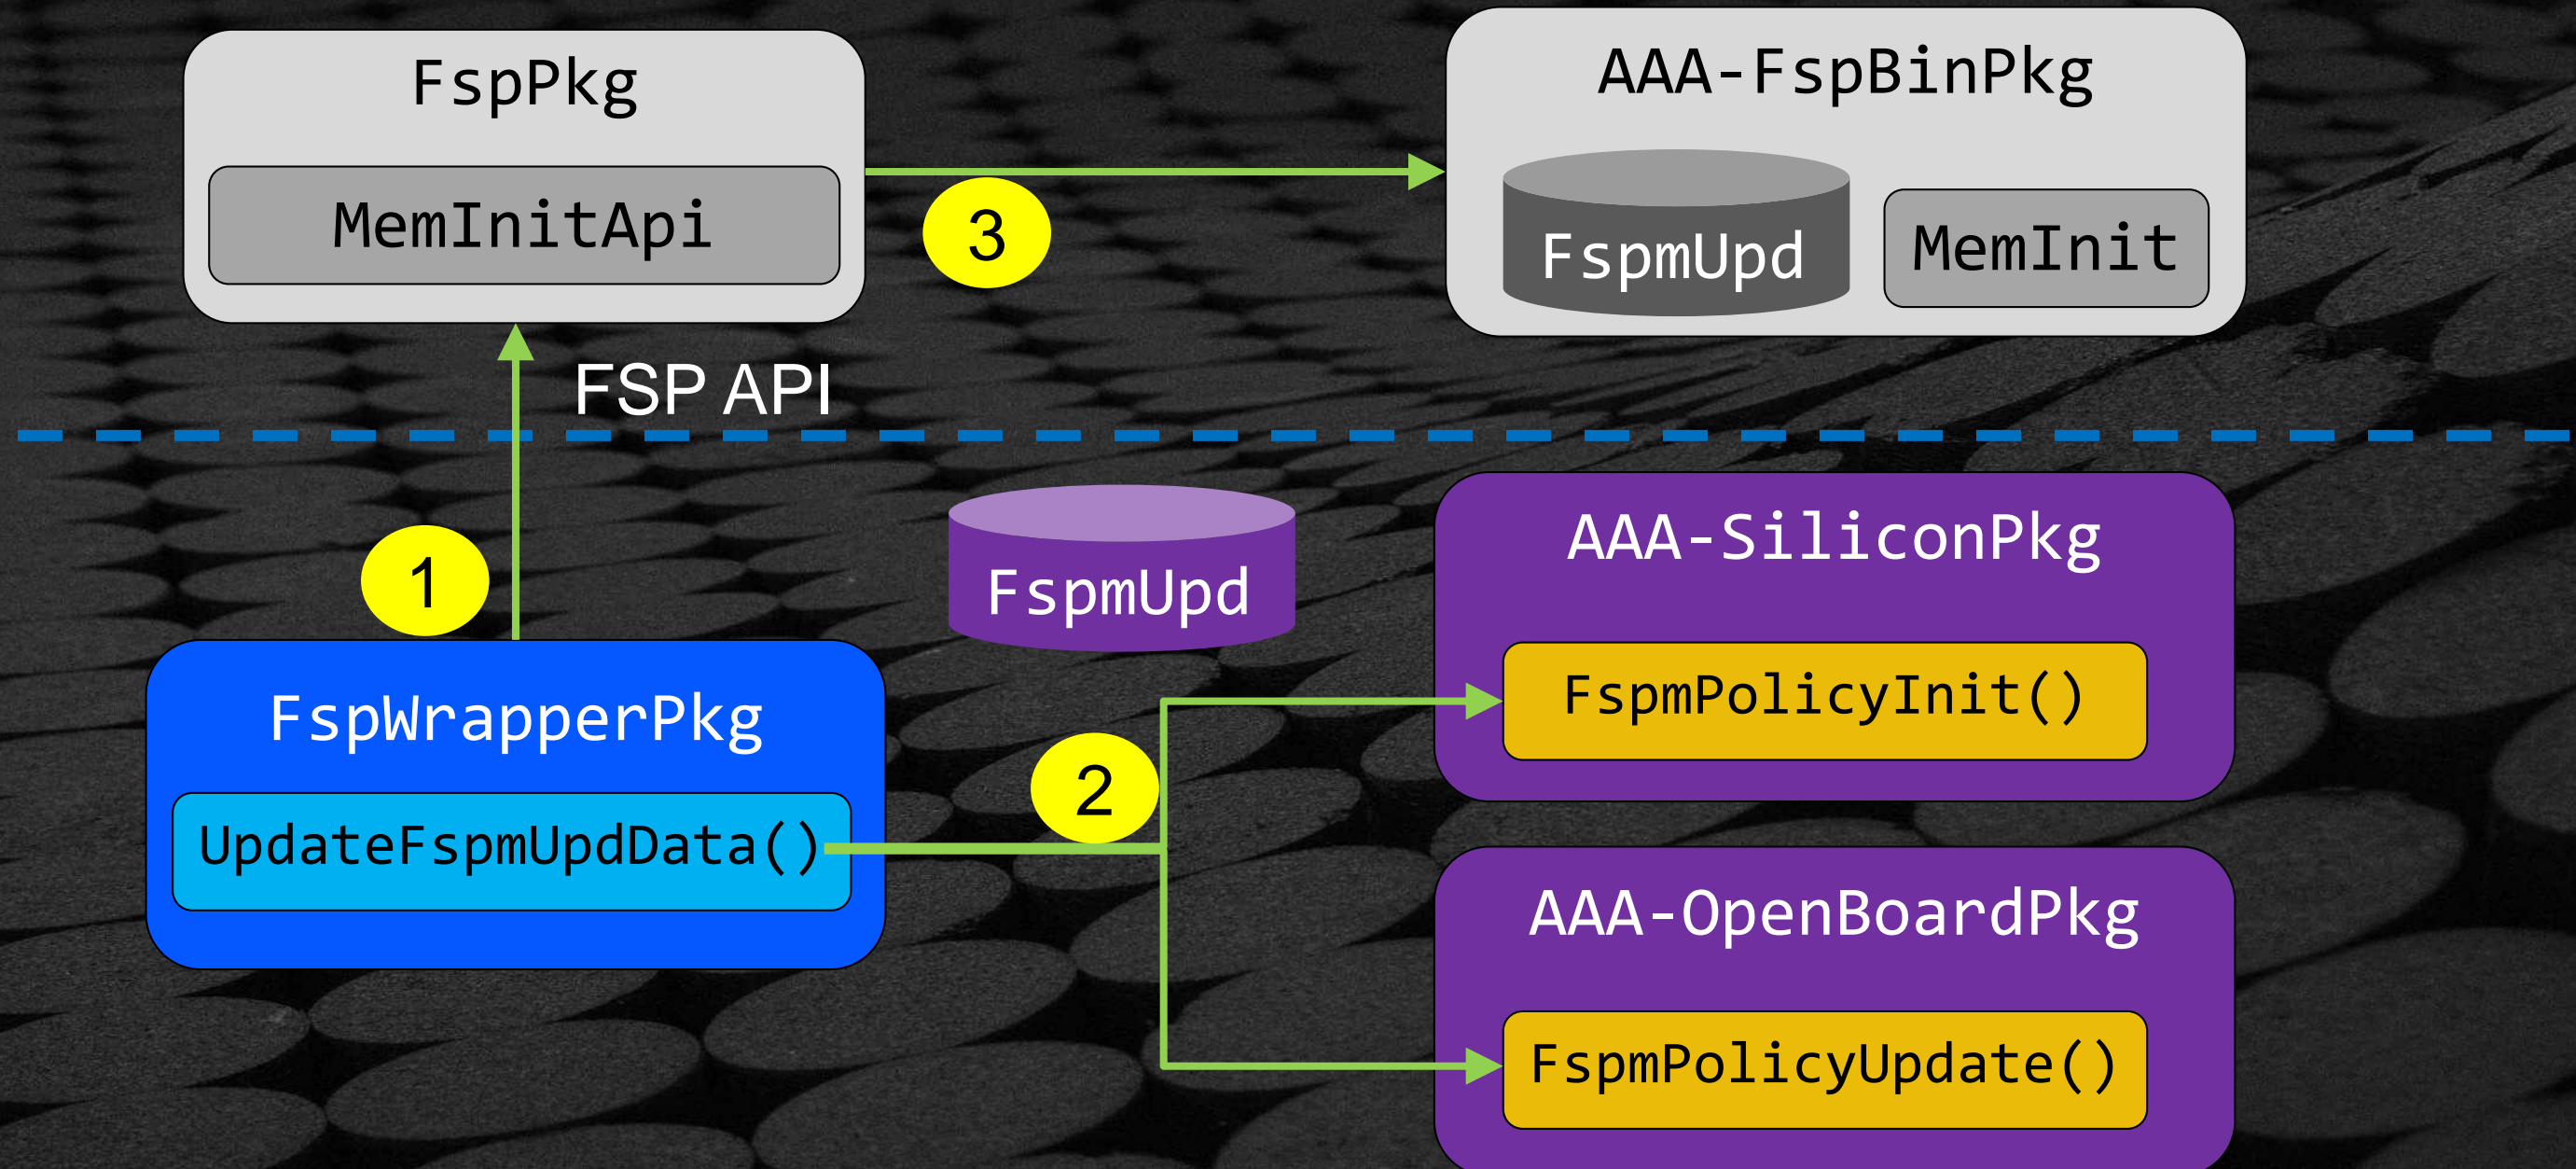 FspPkg
MemInitApi
3
AAA-FspBinPkg
FspmUpd
MemInit
FSP API
1
FspmUpd
AAA-SiliconPkg
FspmPolicyInit()
FspWrapperPkg
UpdateFspmUpdData()
2
AAA-OpenBoardPkg
FspmPolicyUpdate()